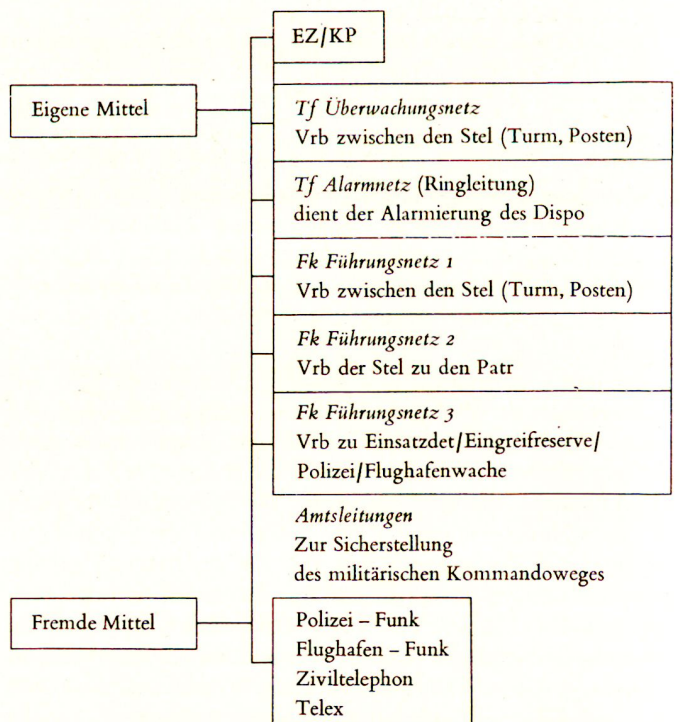 EZ/KP
Eigene Mittel
Tf Überwachungsnetz
Vrb zwischen den Stel (Turm, Posten)
Tf Alarmnetz (Ringleitung)
dient der Alarmierung des Dispo
Fk Führungsnetz 1
Vrb zwischen den Stel (Turm, Posten)
Fk Führungsnetz 2
Vrb der Stel zu den Patr
Fk Führungsnetz 3
Vrb zu Einsatzdet/Eingreifreserve/
Polizei/Flughafenwache
Amtsleitungen
Zur Sicherstellung
des militärischen Kommandoweges
Fremde Mittel
Polizei – Funk
Flughafen – Funk
Ziviltelephon
Telex